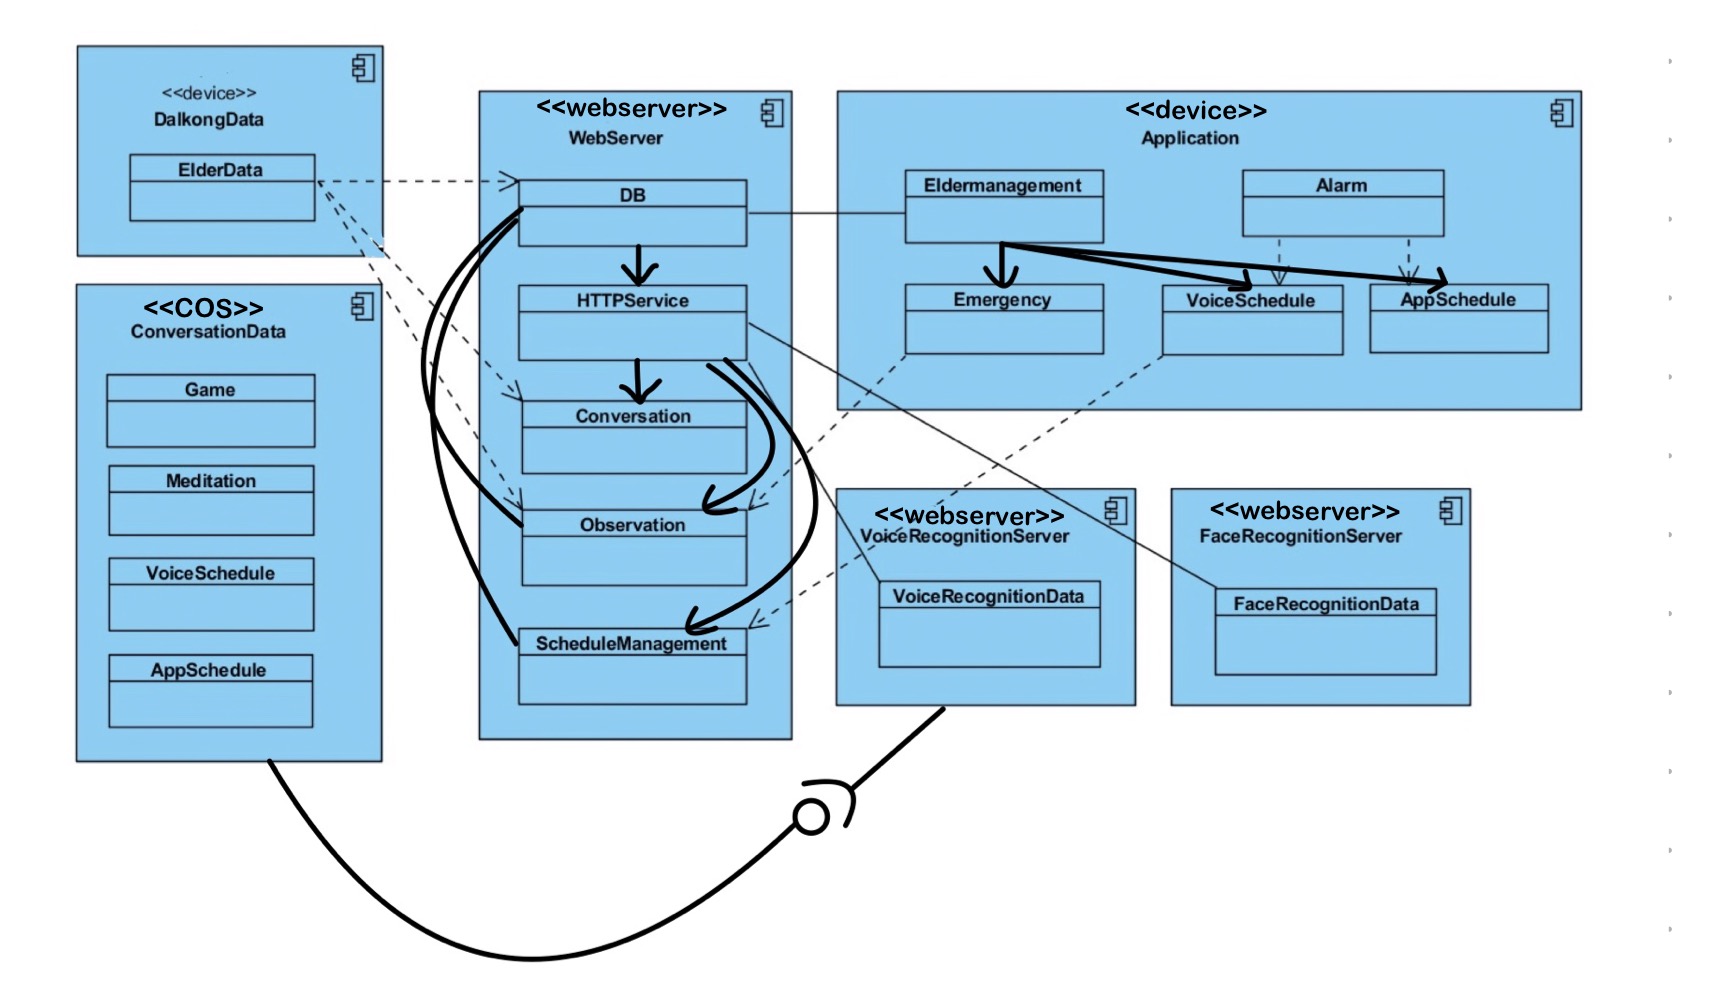 <<device>>
DalkongData
ElderData
<<COS>>
ConversationData
Game
Meditation
VoiceSchedule
AppSchedule
<<webserver>>
WebServer
DB
HTTPService
Conversation
Observation
ScheduleManagement
<<device>>
Application
Eldermanagement
Alarm
Emergency
VoiceSchedule
AppSchedule
<<webserver>>
VoiceRecognitionServer
VoiceRecognitionData
<<webserver>>
FaceRecognitionServer
FaceRecognitionData